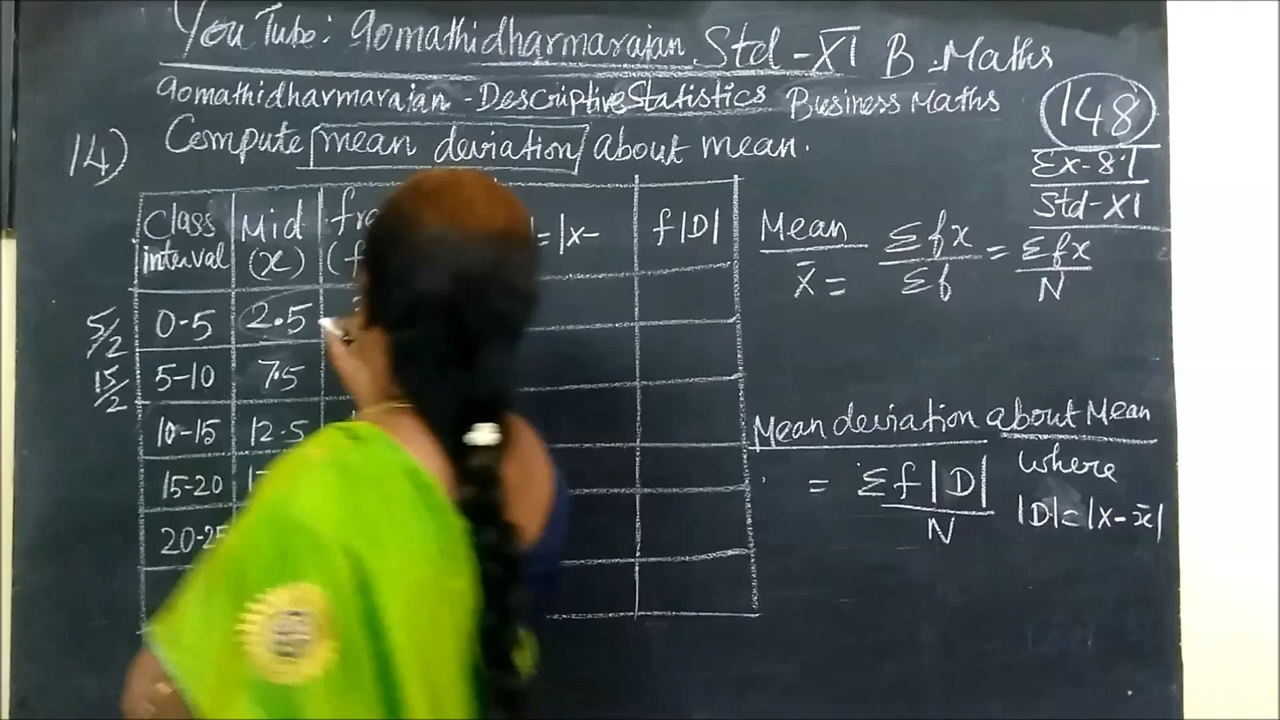 YouTube: gomathidharmarajan Std-XI B.Maths
gomathidharmarajan - Descriptive Statistics Business Maths
148
Ex-8.1
Std-XI
14) Compute mean deviation about mean.
Class interval Mid (x) f|D|
5/2 0-5 2.5
15/2 5-10 7.5
10-15 12.5
15-20
20-25
Mean
x̄ = Σfx/Σf = Σfx/N
Mean deviation about Mean
= Σf|D|/N where
|D|=|X-x̄|